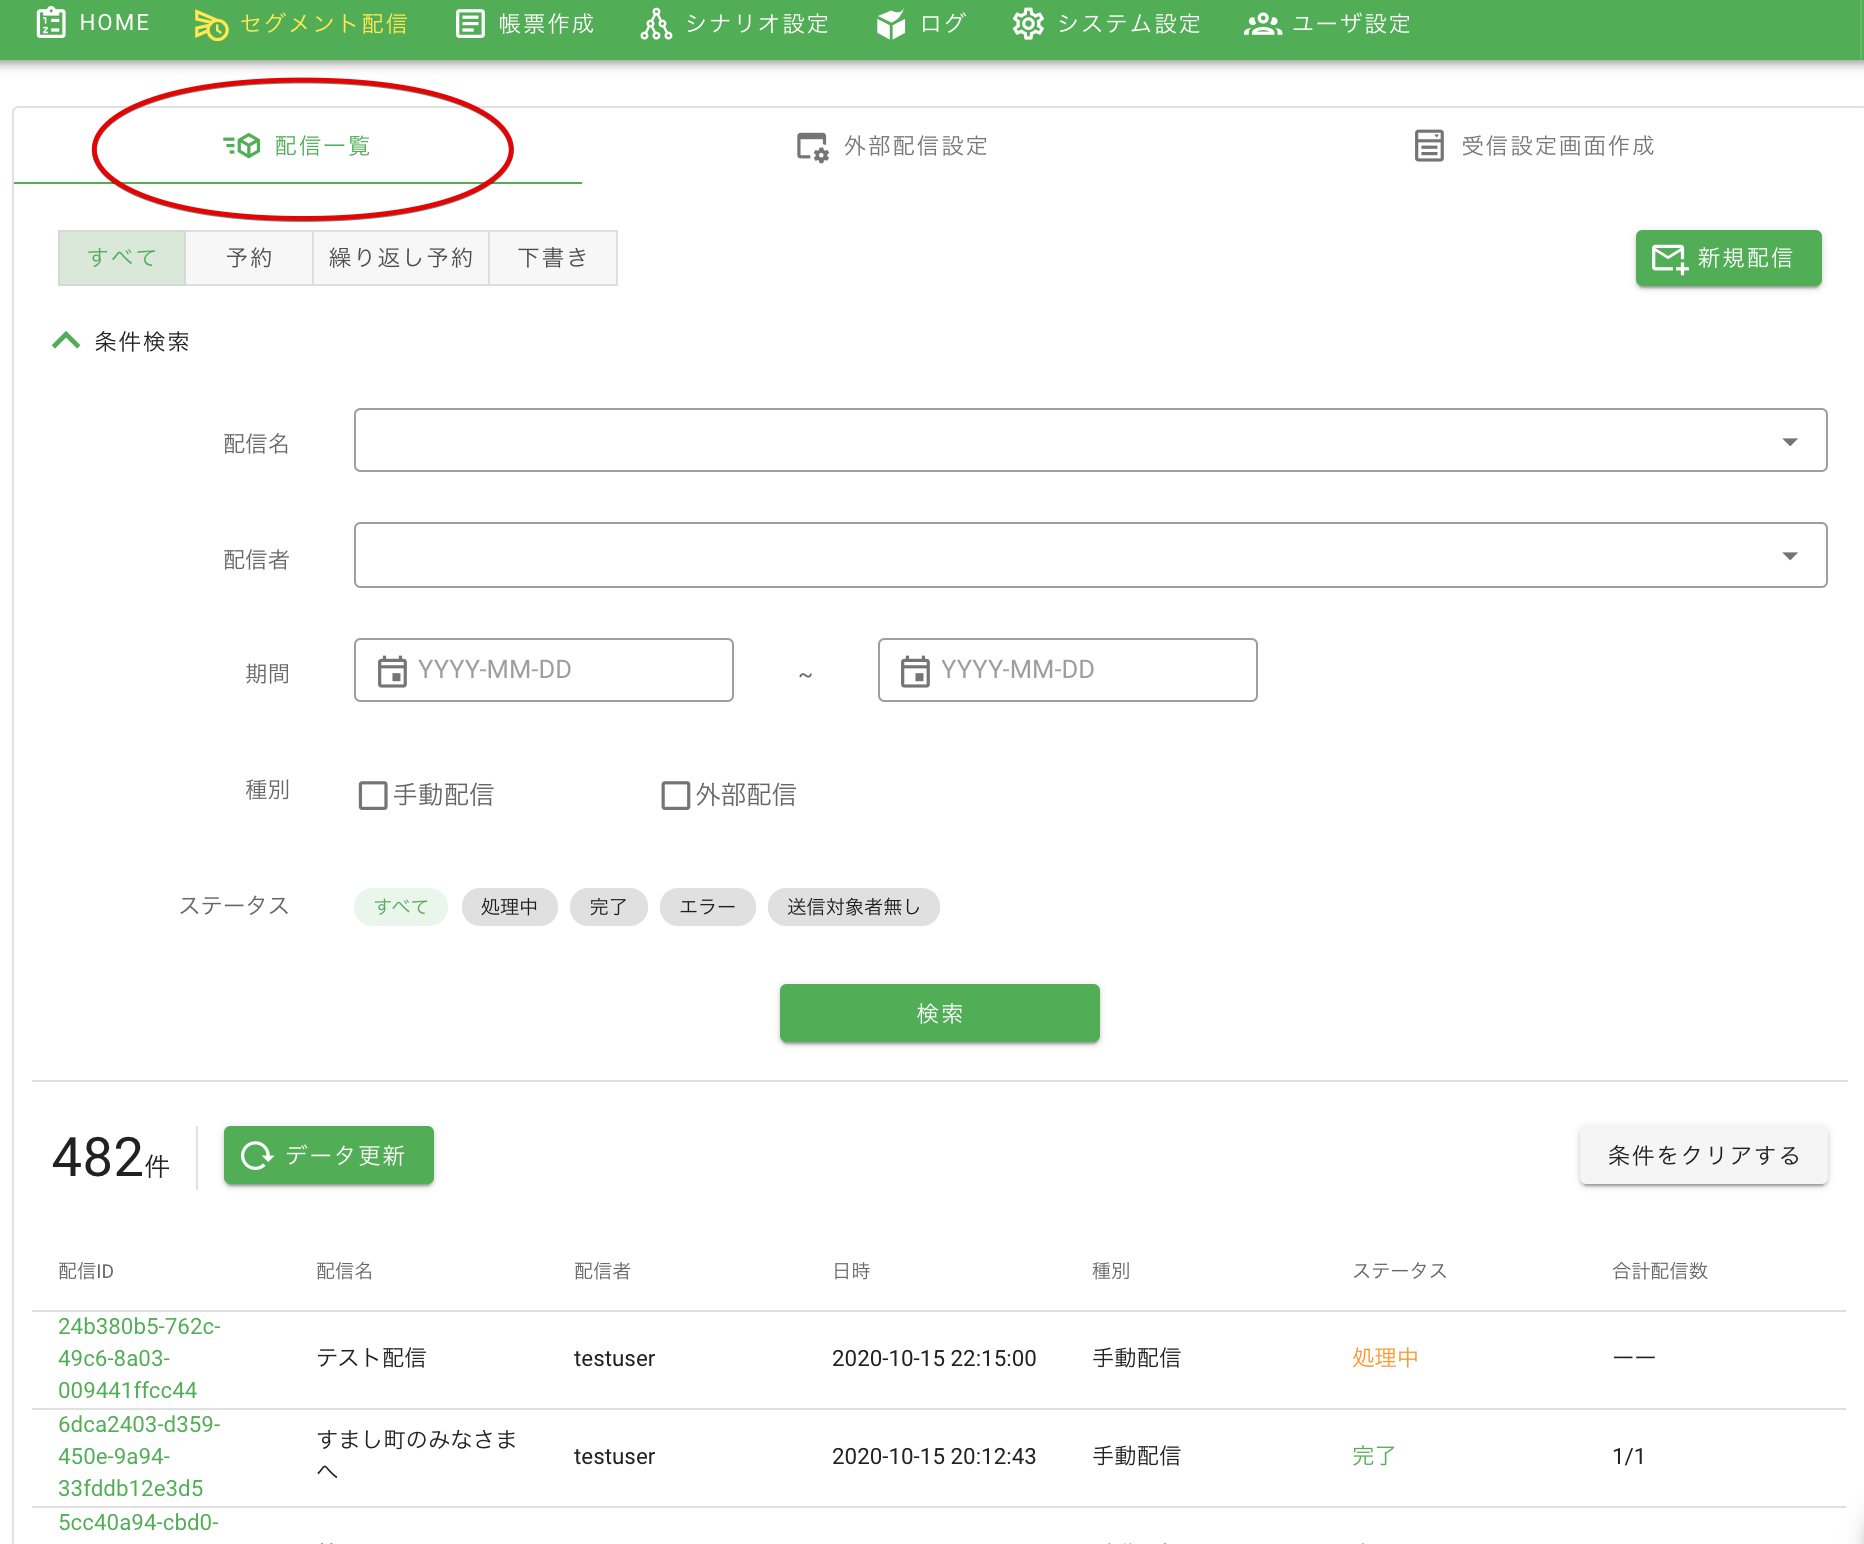 HOME セグメント配信 帳票作成 シナリオ設定 ログ システム設定 ユーザ設定
配信一覧 外部配信設定 受信設定画面作成
すべて 予約 繰り返し予約 下書き 新規配信
条件検索
配信名
配信者
期間 YYYY-MM-DD ~ YYYY-MM-DD
種別 手動配信 外部配信
ステータス すべて 処理中 完了 エラー 送信対象者無し
検索
482件 データ更新 条件をクリアする
配信ID 配信名 配信者 日時 種別 ステータス 合計配信数
24b380b5-762c-
49c6-8a03-
009441ffcc44
テスト配信 testuser 2020-10-15 22:15:00 手動配信 処理中 ーー
6dca2403-d359-
450e-9a94-
33fddb12e3d5
すまし町のみなさま
へ
testuser 2020-10-15 20:12:43 手動配信 完了 1/1
5cc40a94-cbd0-